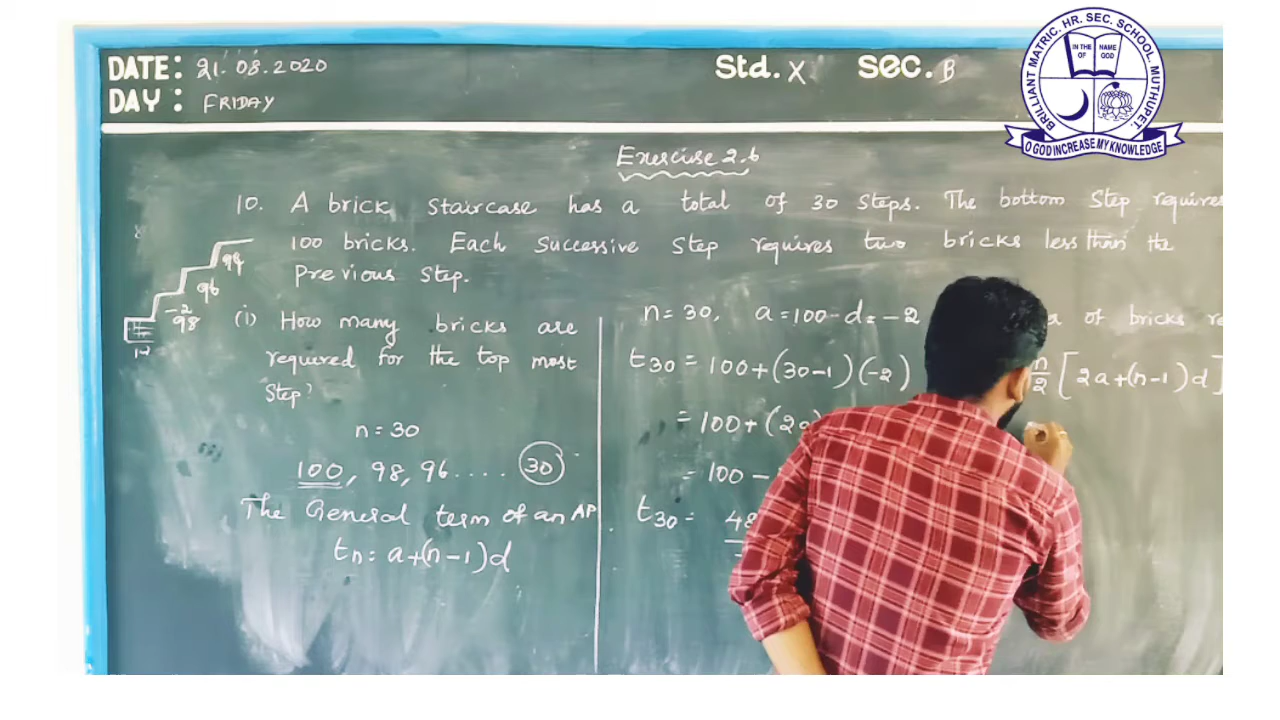 DATE: 21.08.2020
DAY: FRIDAY
Std. X SEC. B
BRILLIANT MATRIC. HR. SEC. SCHOOL. MUTHUPET.
IN THE NAME
OF GOD
O GOD INCREASE MY KNOWLEDGE
Exercise 2.6
10. A brick staircase has a total of 30 steps. The bottom step requires
100 bricks. Each successive step requires two bricks less than the
previous step.
94
96
-2
98
(i) How many bricks are
required for the top most
step?
n = 30
100, 98, 96 .... 30
The General term of an AP
tn = a+(n-1)d
n = 30, a = 100 - d = -2
t30 = 100+(30-1)(-2)
= 100+(29)
= 100 -
t30 = 48
of bricks
n/2 [2a+(n-1)d]